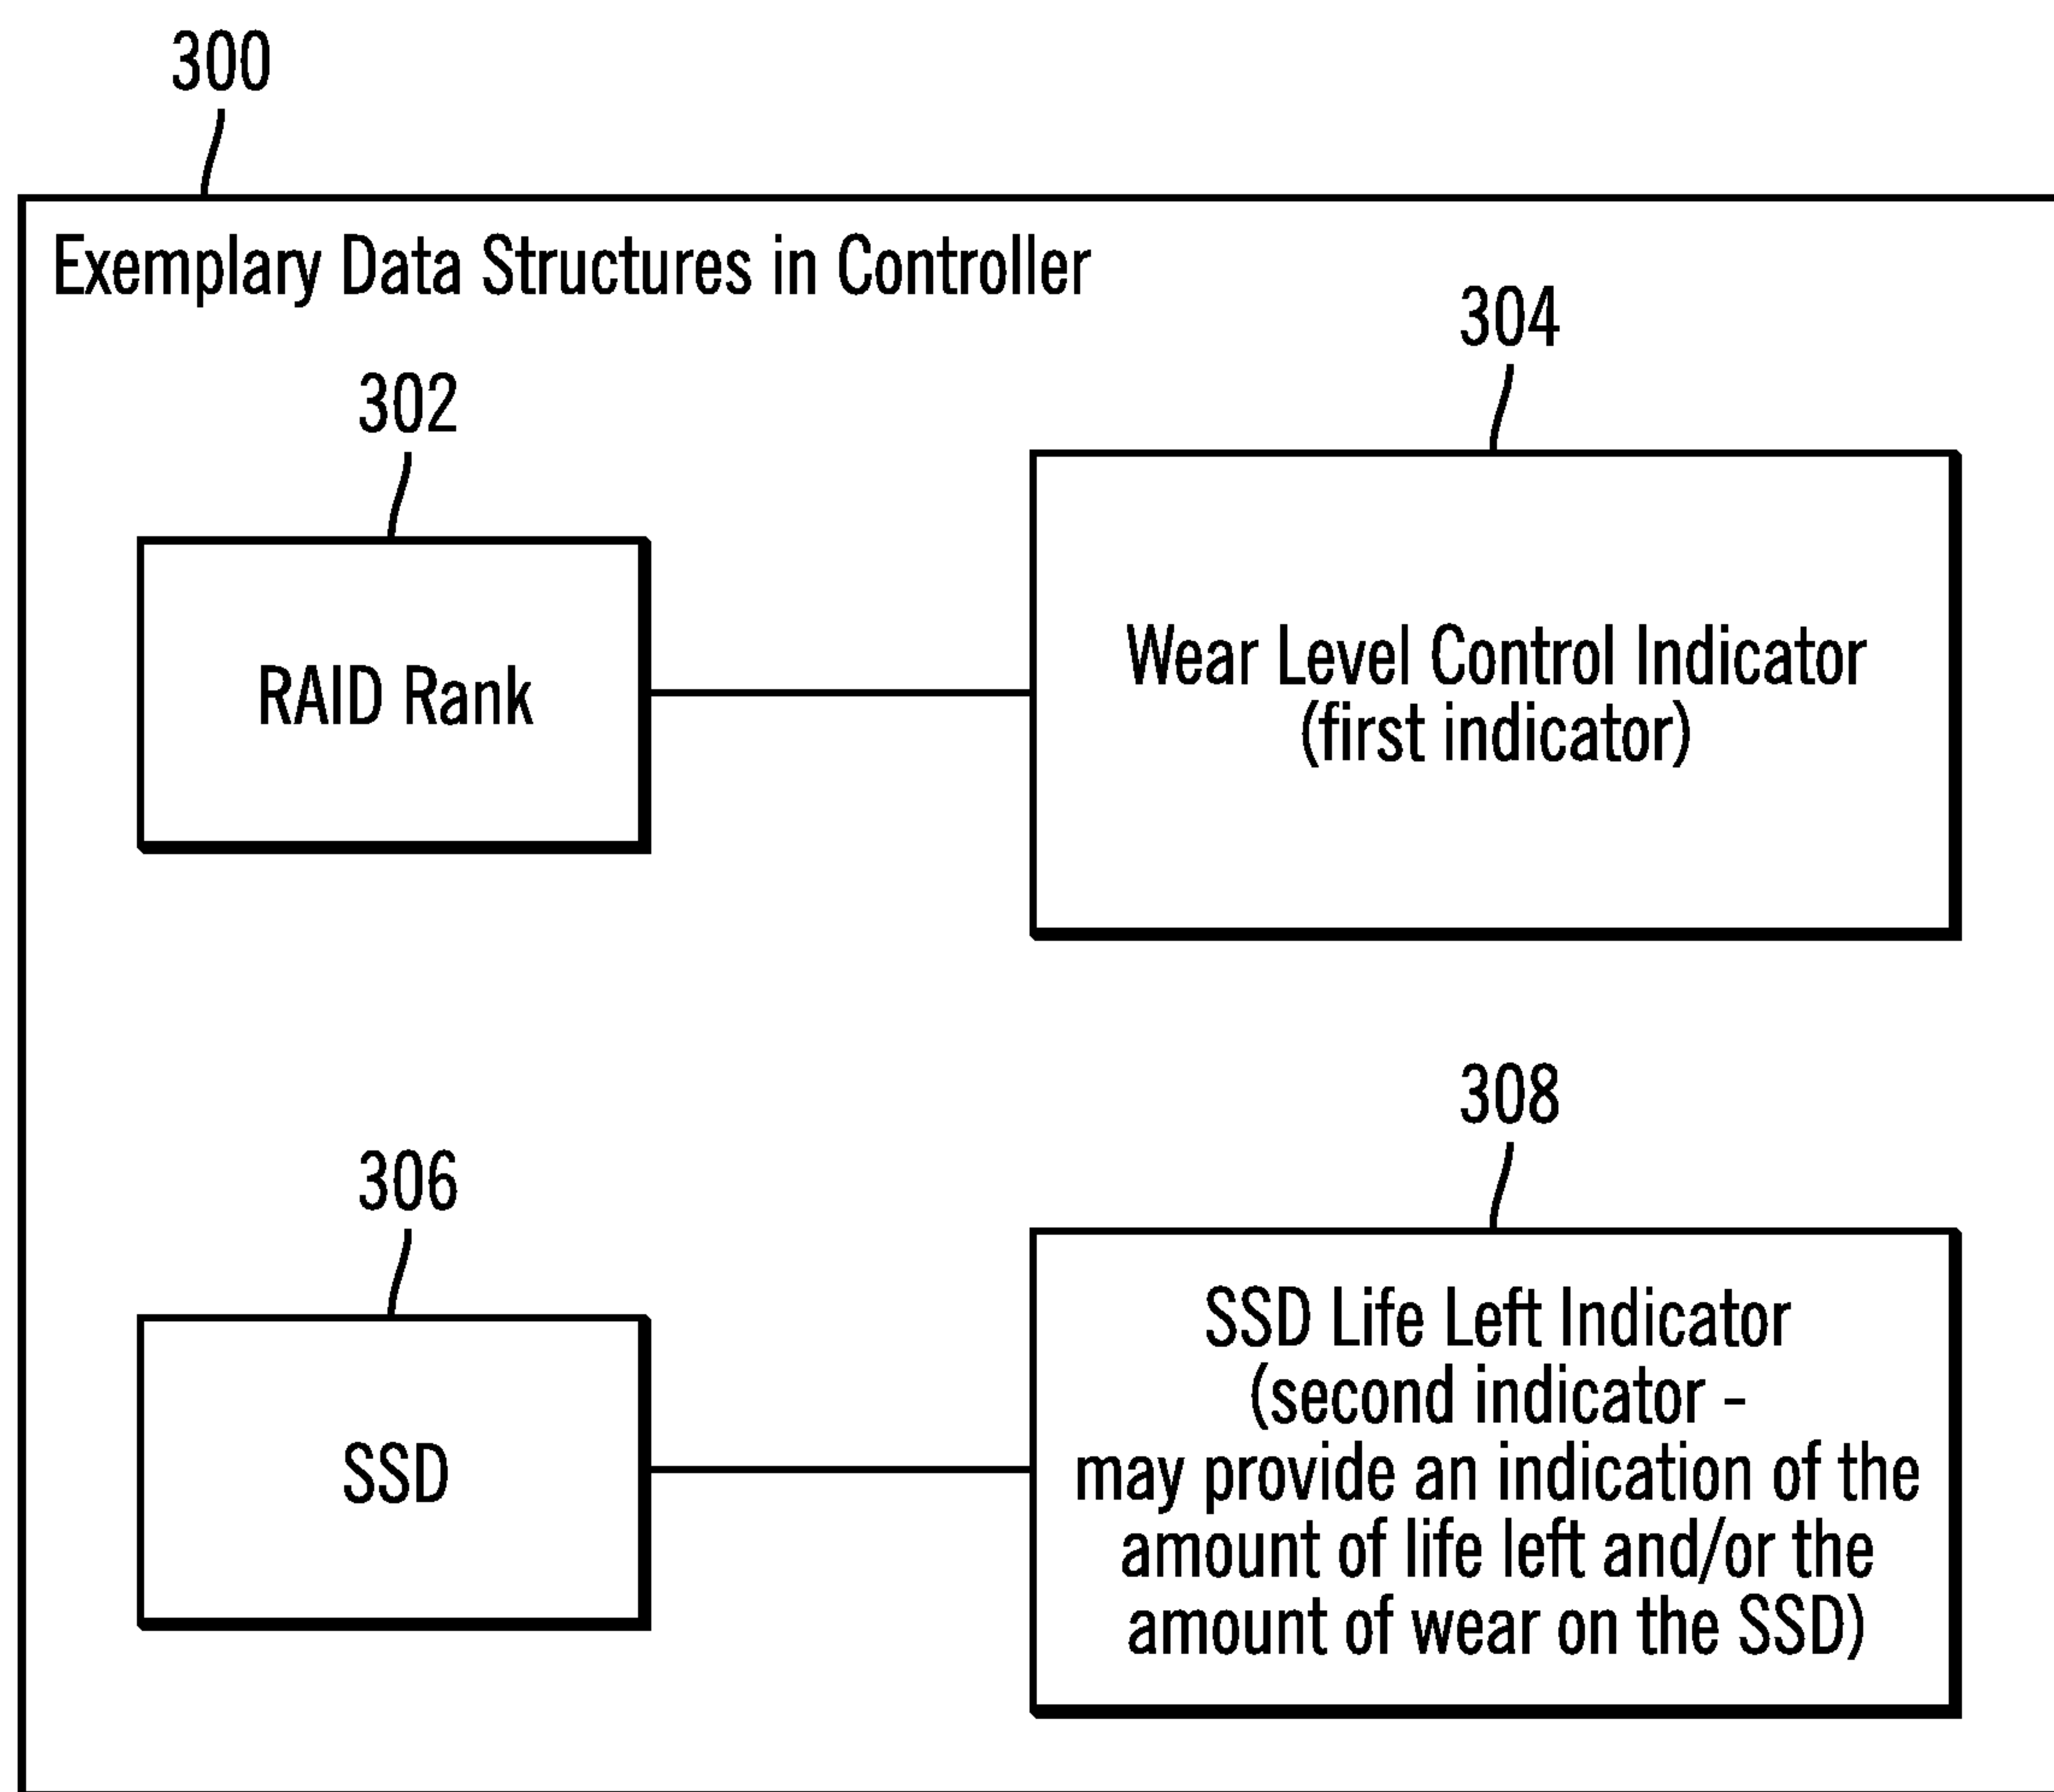 300
Exemplary Data Structures in Controller
302
RAID Rank
304
Wear Level Control Indicator
(first indicator)
306
SSD
308
SSD Life Left Indicator
(second indicator -
may provide an indication of the
amount of life left and/or the
amount of wear on the SSD)